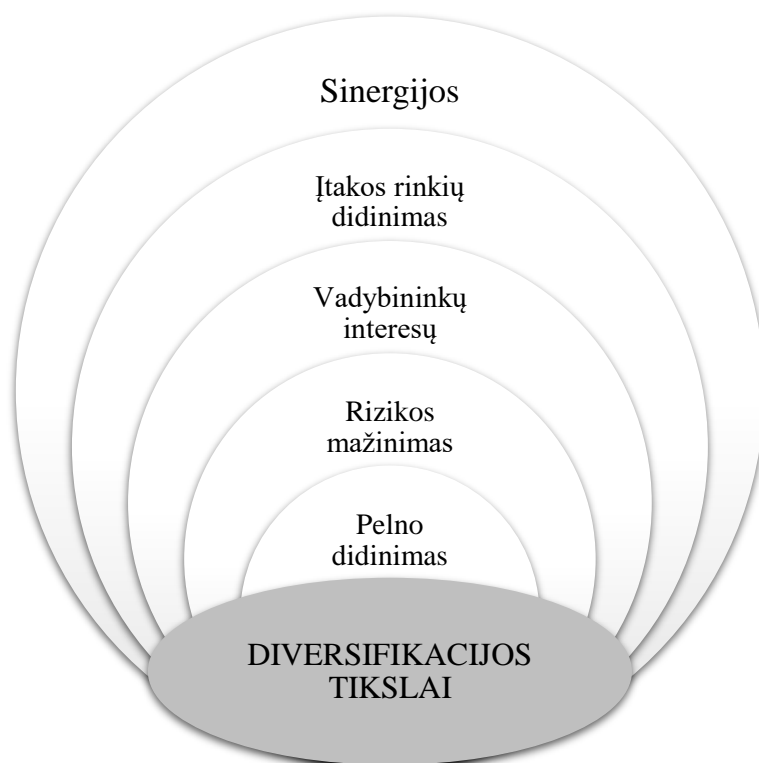 Sinergijos
Įtakos rinkių
didinimas
Vadybininkų
interesų
Rizikos
mažinimas
Pelno
didinimas
DIVERSIFIKACIJOS
TIKSLAI